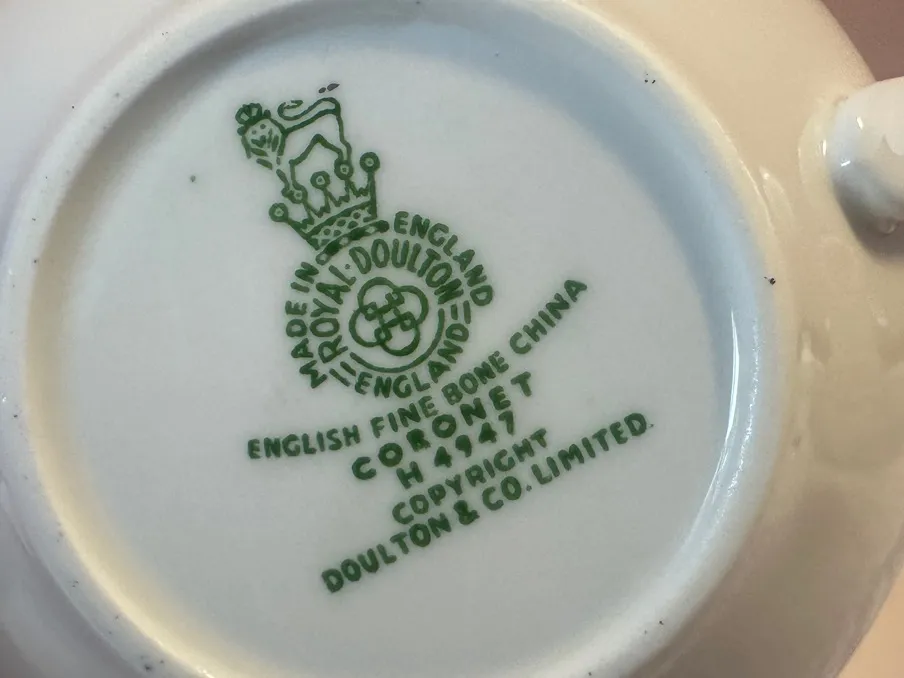 MADE IN ENGLAND
ROYAL·DOULTON
ENGLAND
ENGLISH FINE BONE CHINA
CORONET
H 4947
COPYRIGHT
DOULTON & CO. LIMITED.